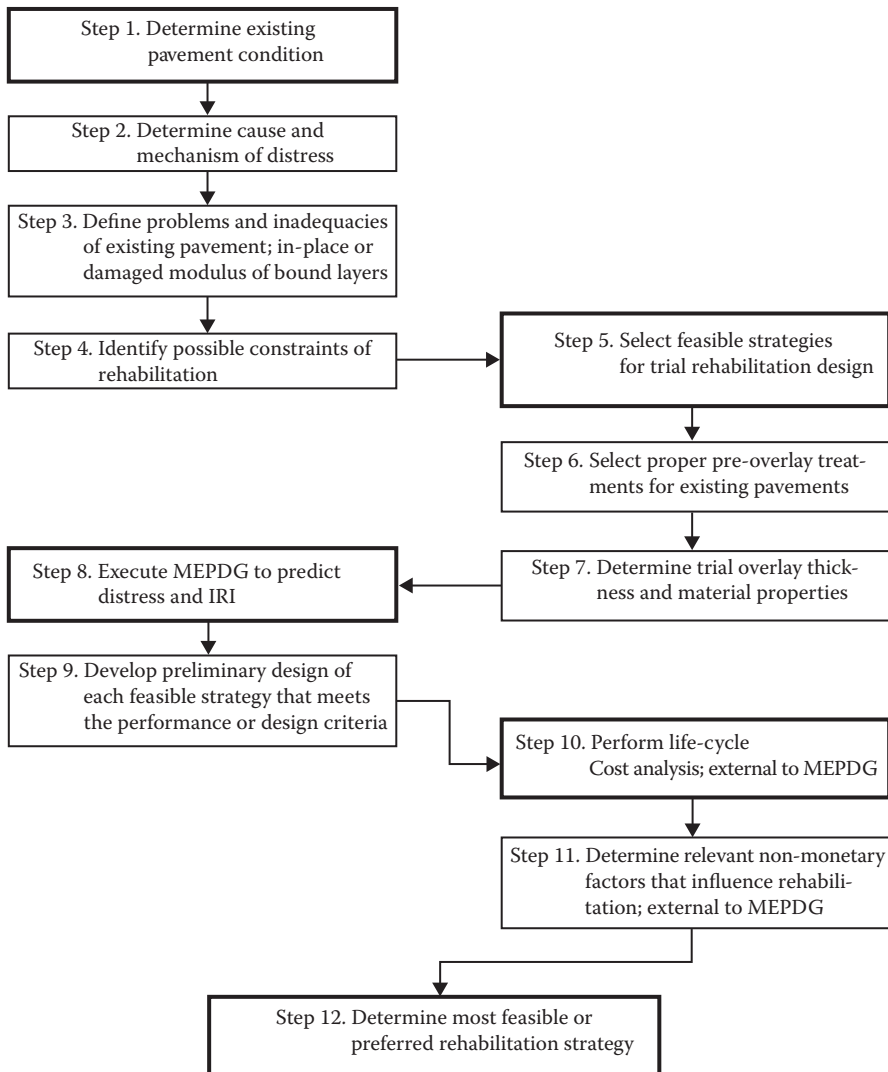 Step 1. Determine existing
pavement condition
Step 2. Determine cause and
mechanism of distress
Step 3. Define problems and inadequacies
of existing pavement; in-place or
damaged modulus of bound layers
Step 4. Identify possible constraints of
rehabilitation
Step 5. Select feasible strategies
for trial rehabilitation design
Step 6. Select proper pre-overlay treat-
ments for existing pavements
Step 7. Determine trial overlay thick-
ness and material properties
Step 8. Execute MEPDG to predict
distress and IRI
Step 9. Develop preliminary design of
each feasible strategy that meets
the performance or design criteria
Step 10. Perform life-cycle
Cost analysis; external to MEPDG
Step 11. Determine relevant non-monetary
factors that influence rehabili-
tation; external to MEPDG
Step 12. Determine most feasible or
preferred rehabilitation strategy